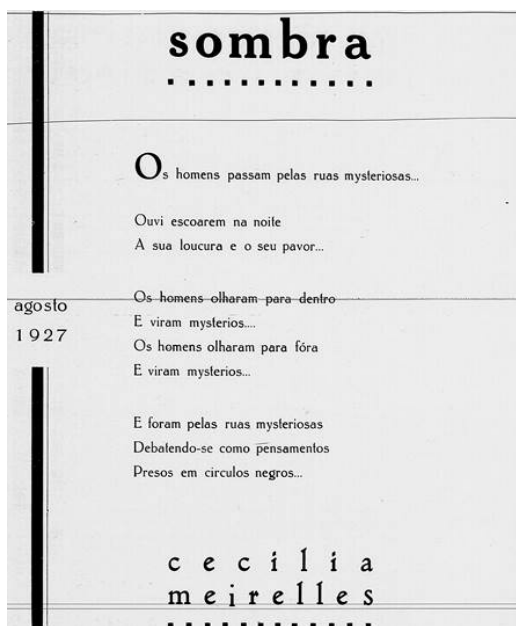 sombra
Os homens passam pelas ruas mysteriosas...
Ouvi escoarem na noite
A sua loucura e o seu pavor...
agosto
1927
Os homens olharam para dentro
E viram mysterios....
Os homens olharam para fóra
E viram mysterios...
E foram pelas ruas mysteriosas
Debatendo-se como pensamentos
Presos em circulos negros...
cecília
meirelles